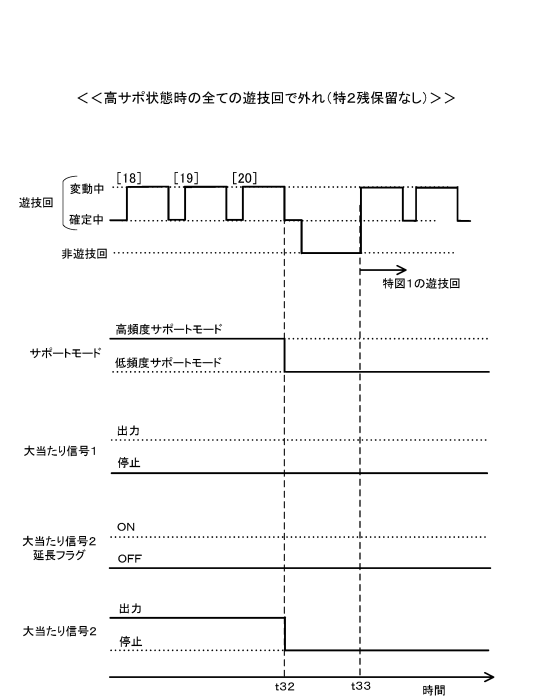 ＜＜高サポ状態時の全ての遊技回で外れ（特２残保留なし）＞＞
[18] [19] [20]
遊技回
変動中
確定中
非遊技回
特図１の遊技回
高頻度サポートモード
サポートモード
低頻度サポートモード
出力
大当たり信号１
停止
ON
大当たり信号２
延長フラグ
OFF
出力
大当たり信号２
停止
t32 t33
時間